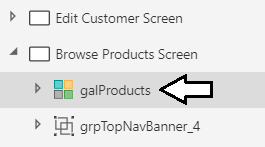 Edit Customer Screen
Browse Products Screen
galProducts
grpTopNavBanner_4